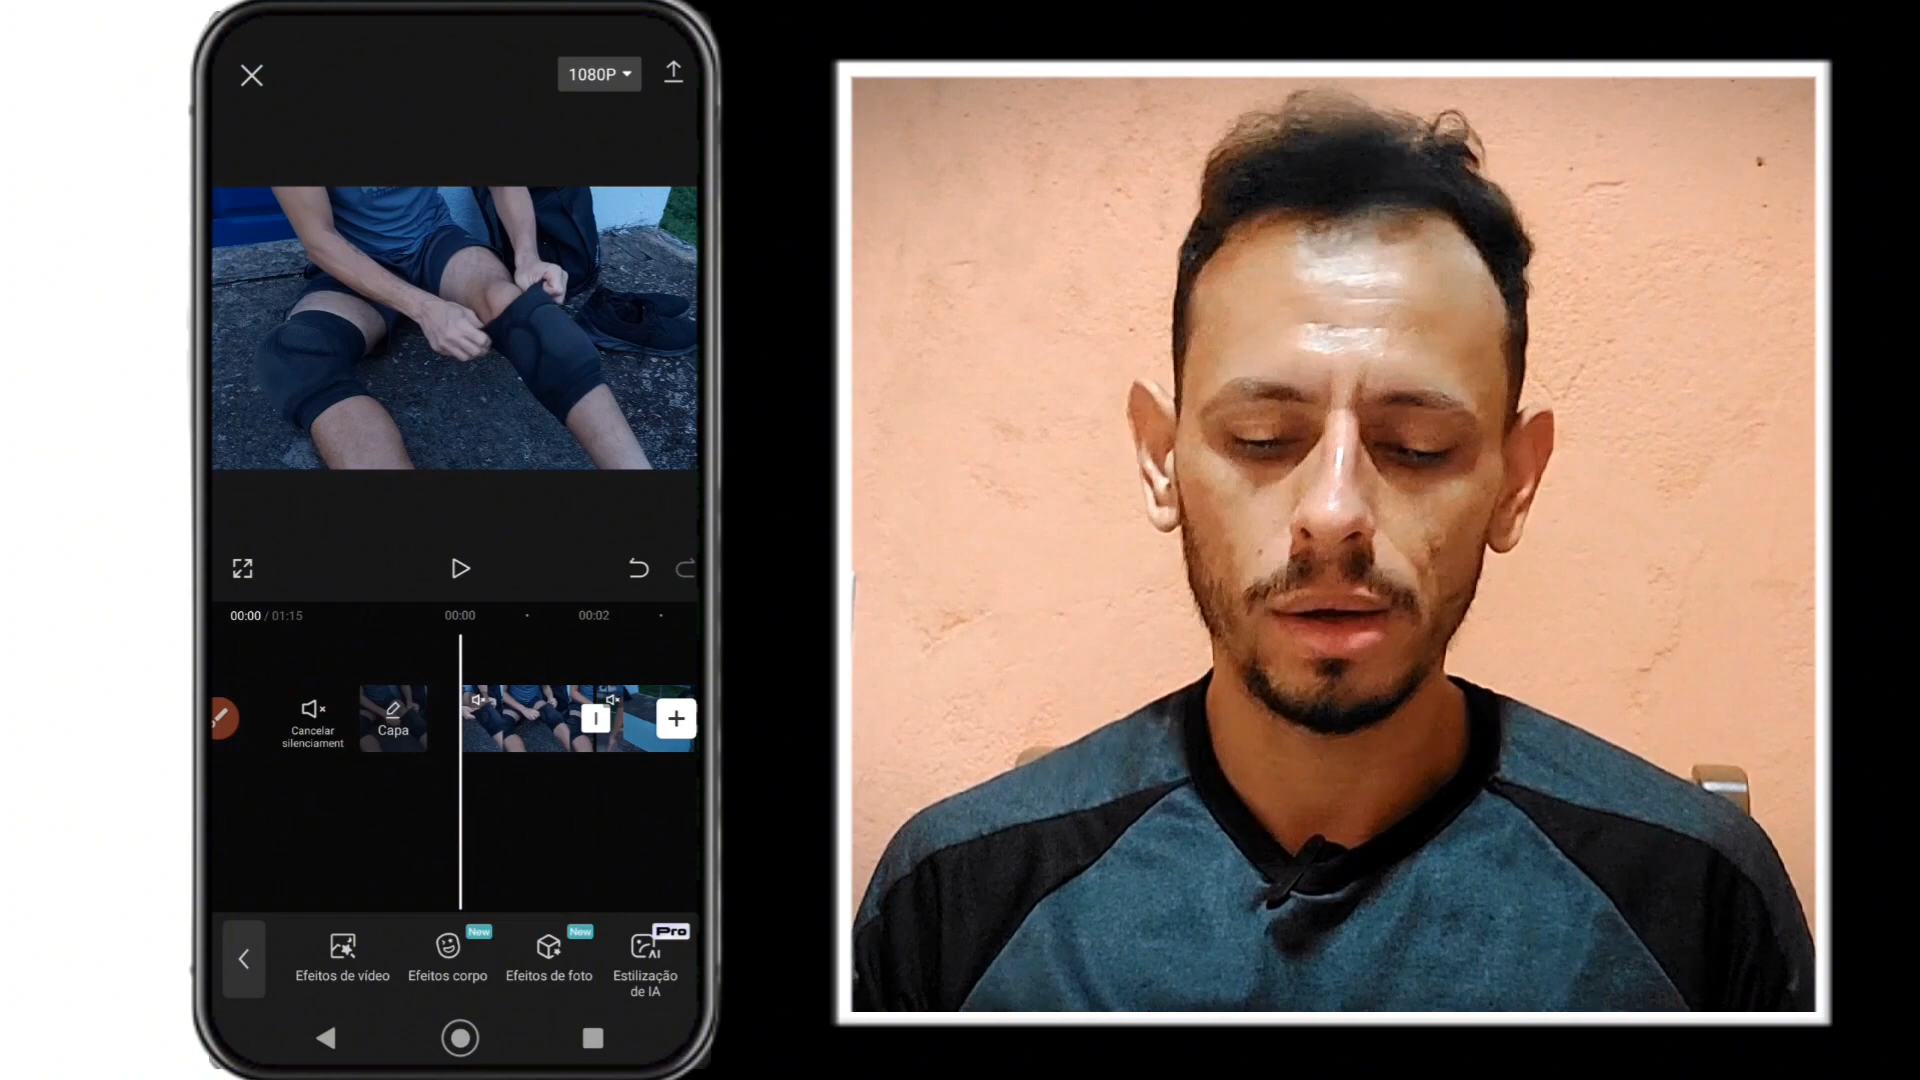 1080P
00:00 / 01:15
00:00
00:02
Cancelar
silenciament
Capa
New
New
Pro
Efeitos de vídeo
Efeitos corpo
Efeitos de foto
AI
Estilização
de IA